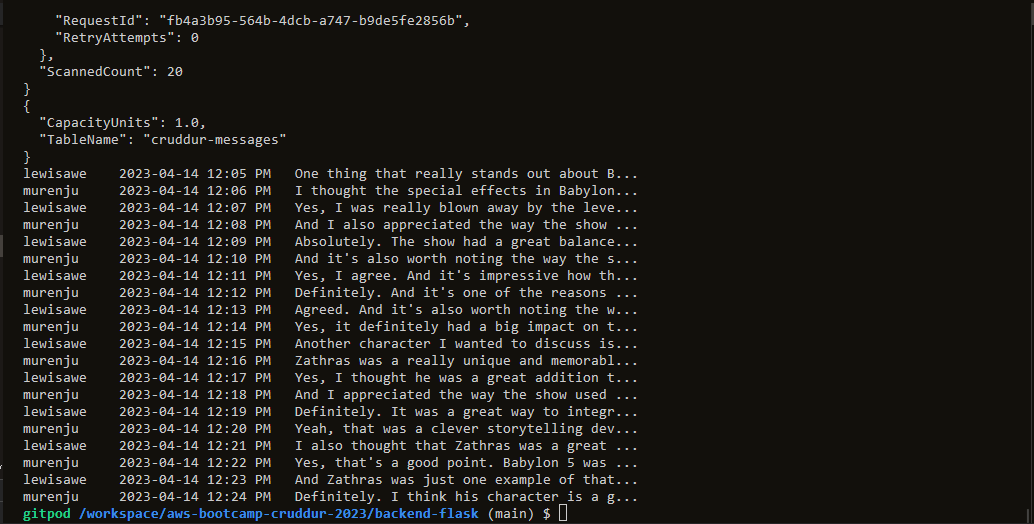 "RequestId": "fb4a3b95-564b-4dcb-a747-b9de5fe2856b",
"RetryAttempts": 0
},
"ScannedCount": 20
}
{
"CapacityUnits": 1.0,
"TableName": "cruddur-messages"
}
lewisawe 2023-04-14 12:05 PM One thing that really stands out about B...
murenju 2023-04-14 12:06 PM I thought the special effects in Babylon...
lewisawe 2023-04-14 12:07 PM Yes, I was really blown away by the leve...
murenju 2023-04-14 12:08 PM And I also appreciated the way the show ...
lewisawe 2023-04-14 12:09 PM Absolutely. The show had a great balance...
murenju 2023-04-14 12:10 PM And it's also worth noting the way the s...
lewisawe 2023-04-14 12:11 PM Yes, I agree. And it's impressive how th...
murenju 2023-04-14 12:12 PM Definitely. And it's one of the reasons ...
lewisawe 2023-04-14 12:13 PM Agreed. And it's also worth noting the w...
murenju 2023-04-14 12:14 PM Yes, it definitely had a big impact on t...
lewisawe 2023-04-14 12:15 PM Another character I wanted to discuss is...
murenju 2023-04-14 12:16 PM Zathras was a really unique and memorabl...
lewisawe 2023-04-14 12:17 PM Yes, I thought he was a great addition t...
murenju 2023-04-14 12:18 PM And I appreciated the way the show used ...
lewisawe 2023-04-14 12:19 PM Definitely. It was a great way to integr...
murenju 2023-04-14 12:20 PM Yeah, that was a clever storytelling dev...
lewisawe 2023-04-14 12:21 PM I also thought that Zathras was a great ...
murenju 2023-04-14 12:22 PM Yes, that's a good point. Babylon 5 was ...
lewisawe 2023-04-14 12:23 PM And Zathras was just one example of that...
murenju 2023-04-14 12:24 PM Definitely. I think his character is a g...
gitpod /workspace/aws-bootcamp-cruddur-2023/backend-flask (main) $